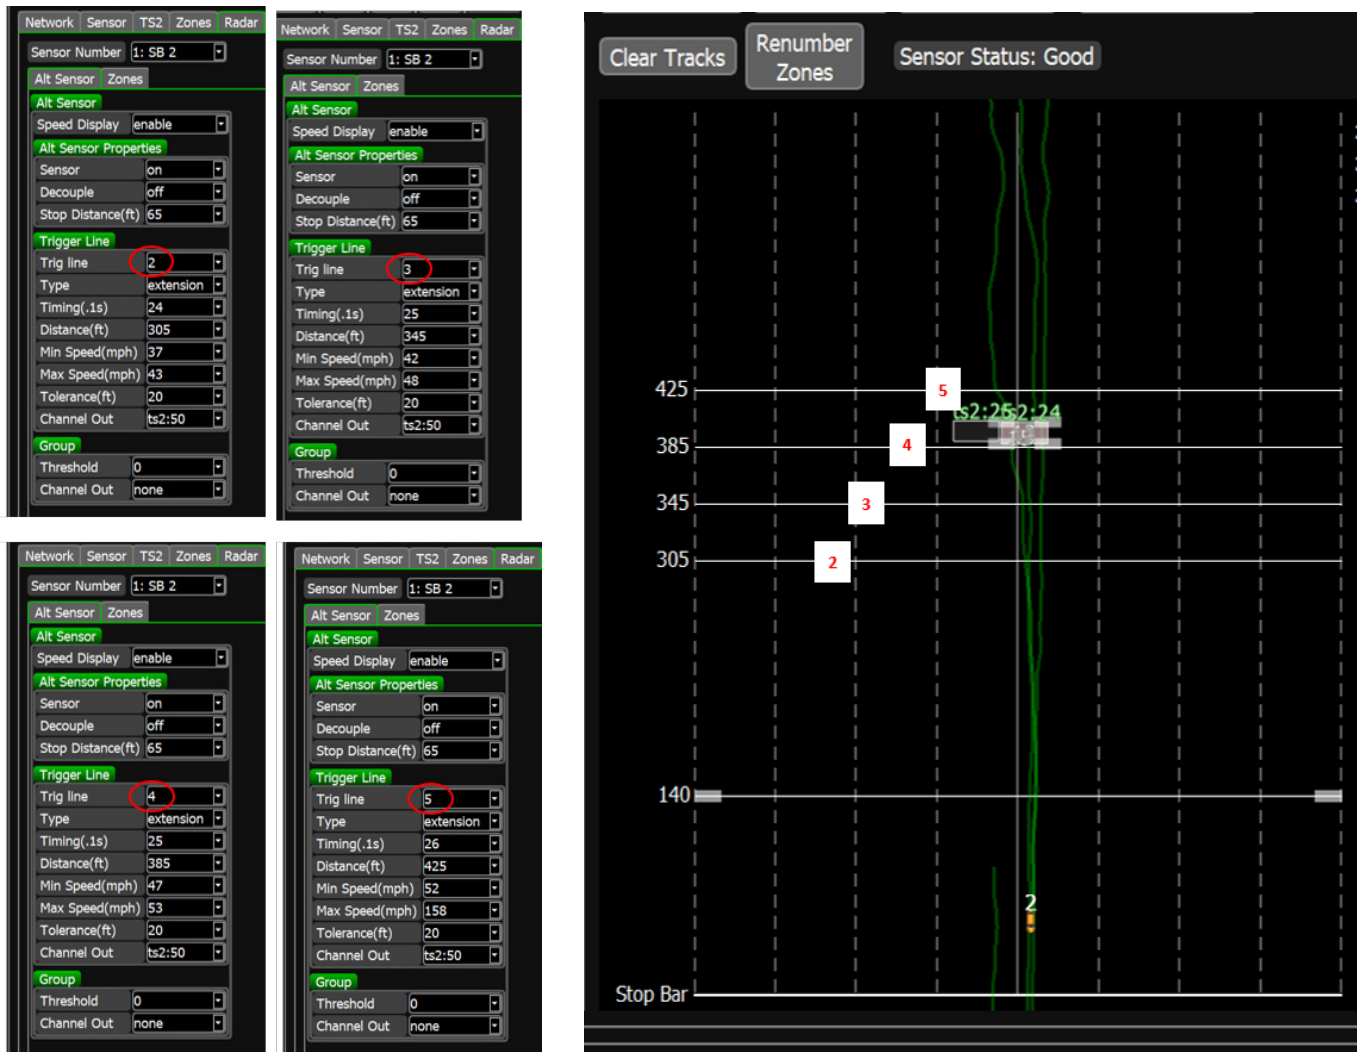 Network Sensor TS2 Zones Radar
Sensor Number 1: SB 2
Alt Sensor Zones
Alt Sensor
Speed Display enable
Alt Sensor Properties
Sensor on
Decouple off
Stop Distance(ft) 65
Trigger Line
Trig line 2
Type extension
Timing(.1s) 24
Distance(ft) 305
Min Speed(mph) 37
Max Speed(mph) 43
Tolerance(ft) 20
Channel Out ts2:50
Group
Threshold 0
Channel Out none
Network Sensor TS2 Zones Radar
Sensor Number 1: SB 2
Alt Sensor Zones
Alt Sensor
Speed Display enable
Alt Sensor Properties
Sensor on
Decouple off
Stop Distance(ft) 65
Trigger Line
Trig line 3
Type extension
Timing(.1s) 25
Distance(ft) 345
Min Speed(mph) 42
Max Speed(mph) 48
Tolerance(ft) 20
Channel Out ts2:50
Group
Threshold 0
Channel Out none
Network Sensor TS2 Zones Radar
Sensor Number 1: SB 2
Alt Sensor Zones
Alt Sensor
Speed Display enable
Alt Sensor Properties
Sensor on
Decouple off
Stop Distance(ft) 65
Trigger Line
Trig line 4
Type extension
Timing(.1s) 25
Distance(ft) 385
Min Speed(mph) 47
Max Speed(mph) 53
Tolerance(ft) 20
Channel Out ts2:50
Group
Threshold 0
Channel Out none
Network Sensor TS2 Zones Radar
Sensor Number 1: SB 2
Alt Sensor Zones
Alt Sensor
Speed Display enable
Alt Sensor Properties
Sensor on
Decouple off
Stop Distance(ft) 65
Trigger Line
Trig line 5
Type extension
Timing(.1s) 26
Distance(ft) 425
Min Speed(mph) 52
Max Speed(mph) 158
Tolerance(ft) 20
Channel Out ts2:50
Group
Threshold 0
Channel Out none
Clear Tracks
Renumber
Zones
Sensor Status: Good
425
5
ts2:24
385
4
345
3
305
2
140
2
Stop Bar